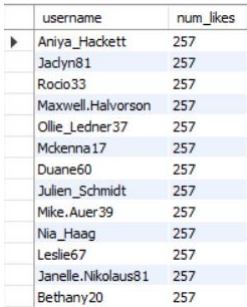 username num_likes
Aniya_Hackett 257
Jaclyn81 257
Rocio33 257
Maxwell.Halvorson 257
Ollie_Ledner37 257
Mckenna17 257
Duane60 257
Julien_Schmidt 257
Mike.Auer39 257
Nia_Haag 257
Leslie67 257
Janelle.Nikolaus81 257
Bethany20 257